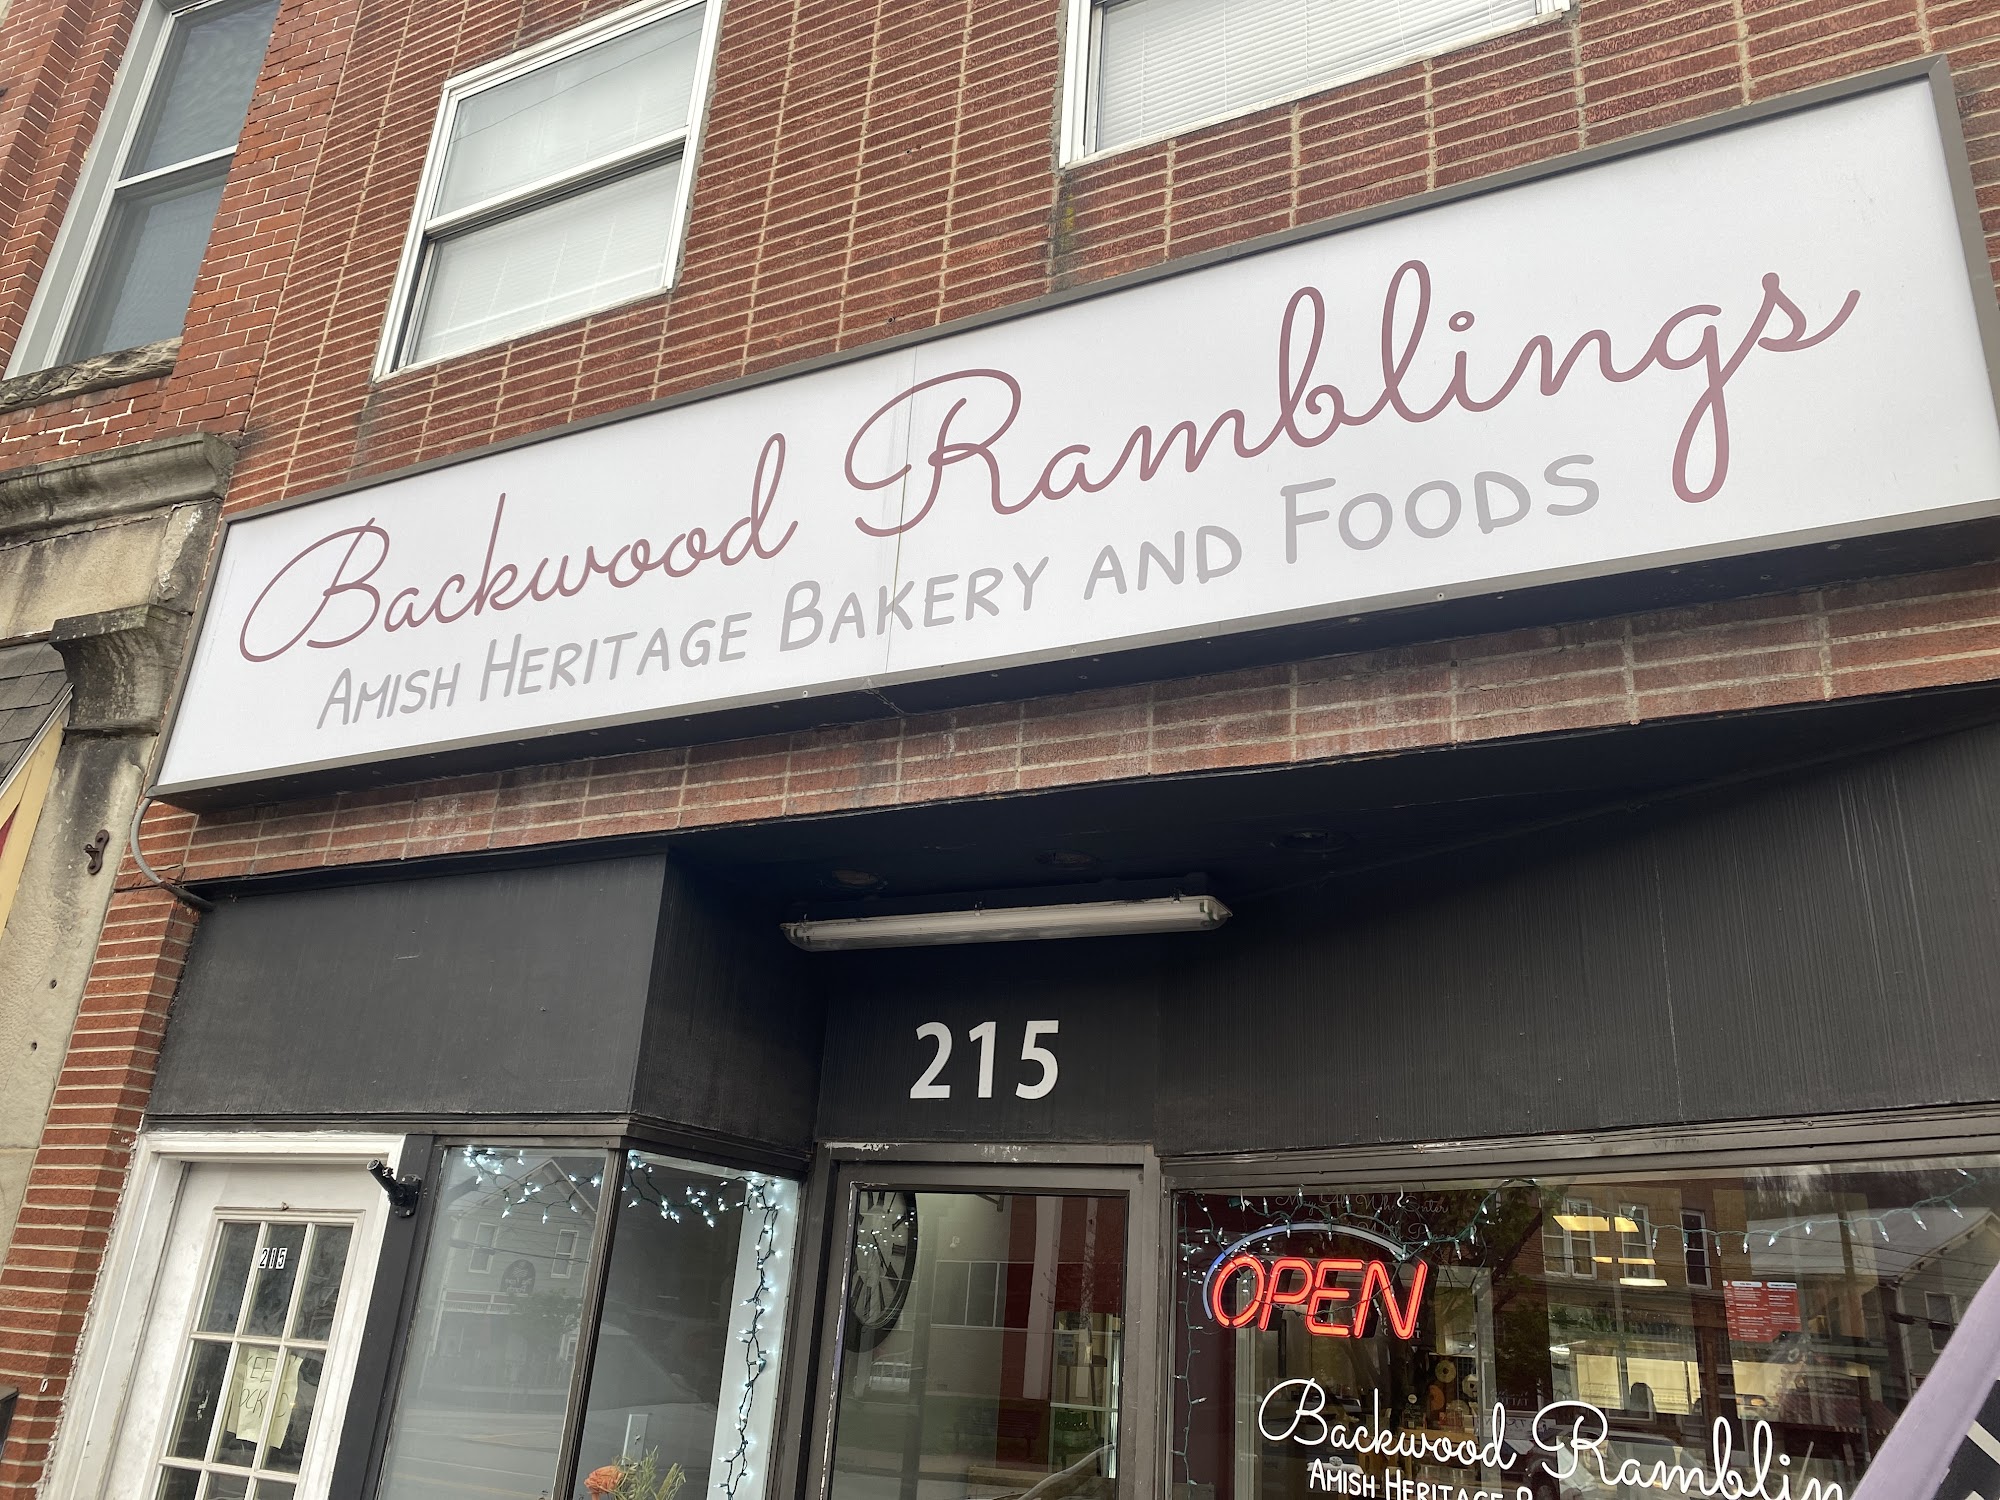 Backwood Ramblings
AMISH HERITAGE BAKERY AND FOODS
215
215
OPEN
Backwood Ramblin
AMISH HERITAGE